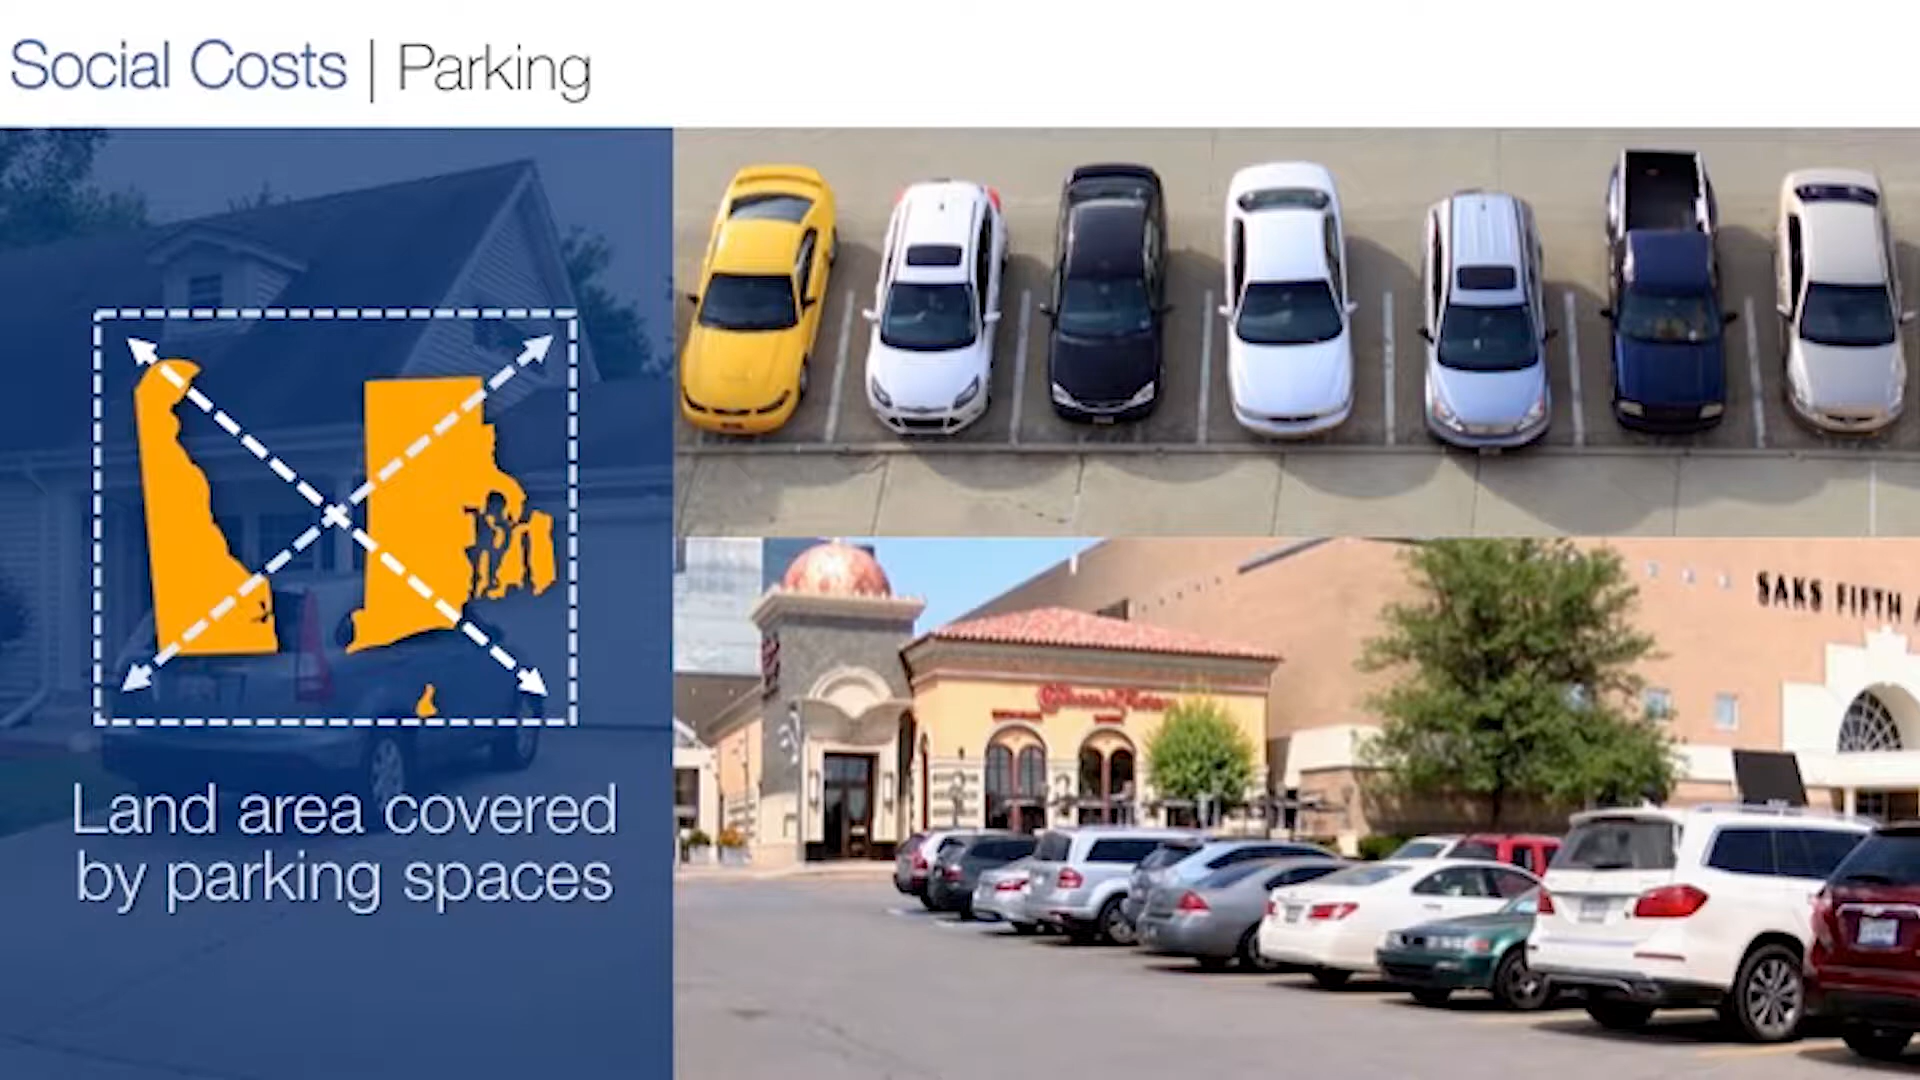 Social Costs | Parking
Land area covered
by parking spaces
SAKS FIFTH A